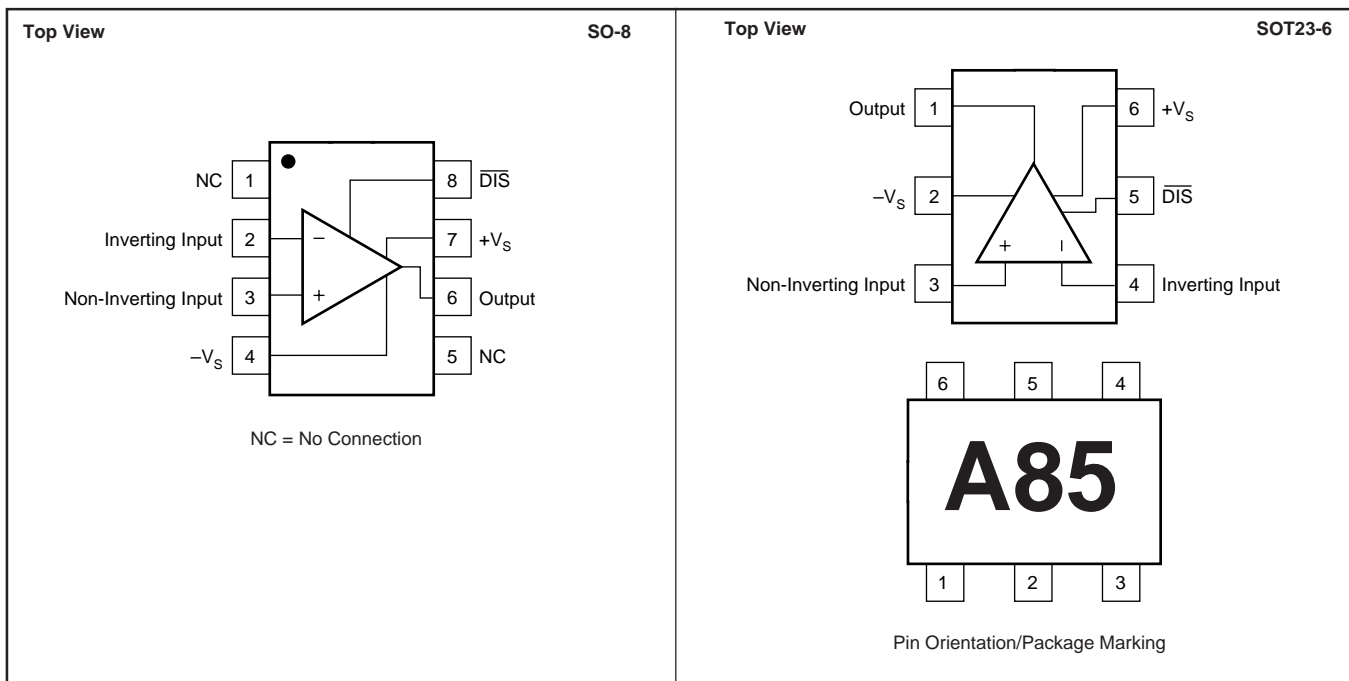 Top View SO-8
NC 1
8 D̅I̅S̅
Inverting Input 2
−
7 +VS
Non-Inverting Input 3
+
6 Output
−VS 4
5 NC
NC = No Connection
Top View SOT23-6
Output 1
6 +VS
−VS 2
5 D̅I̅S̅
+ −
Non-Inverting Input 3
4 Inverting Input
6 5 4
A85
1 2 3
Pin Orientation/Package Marking